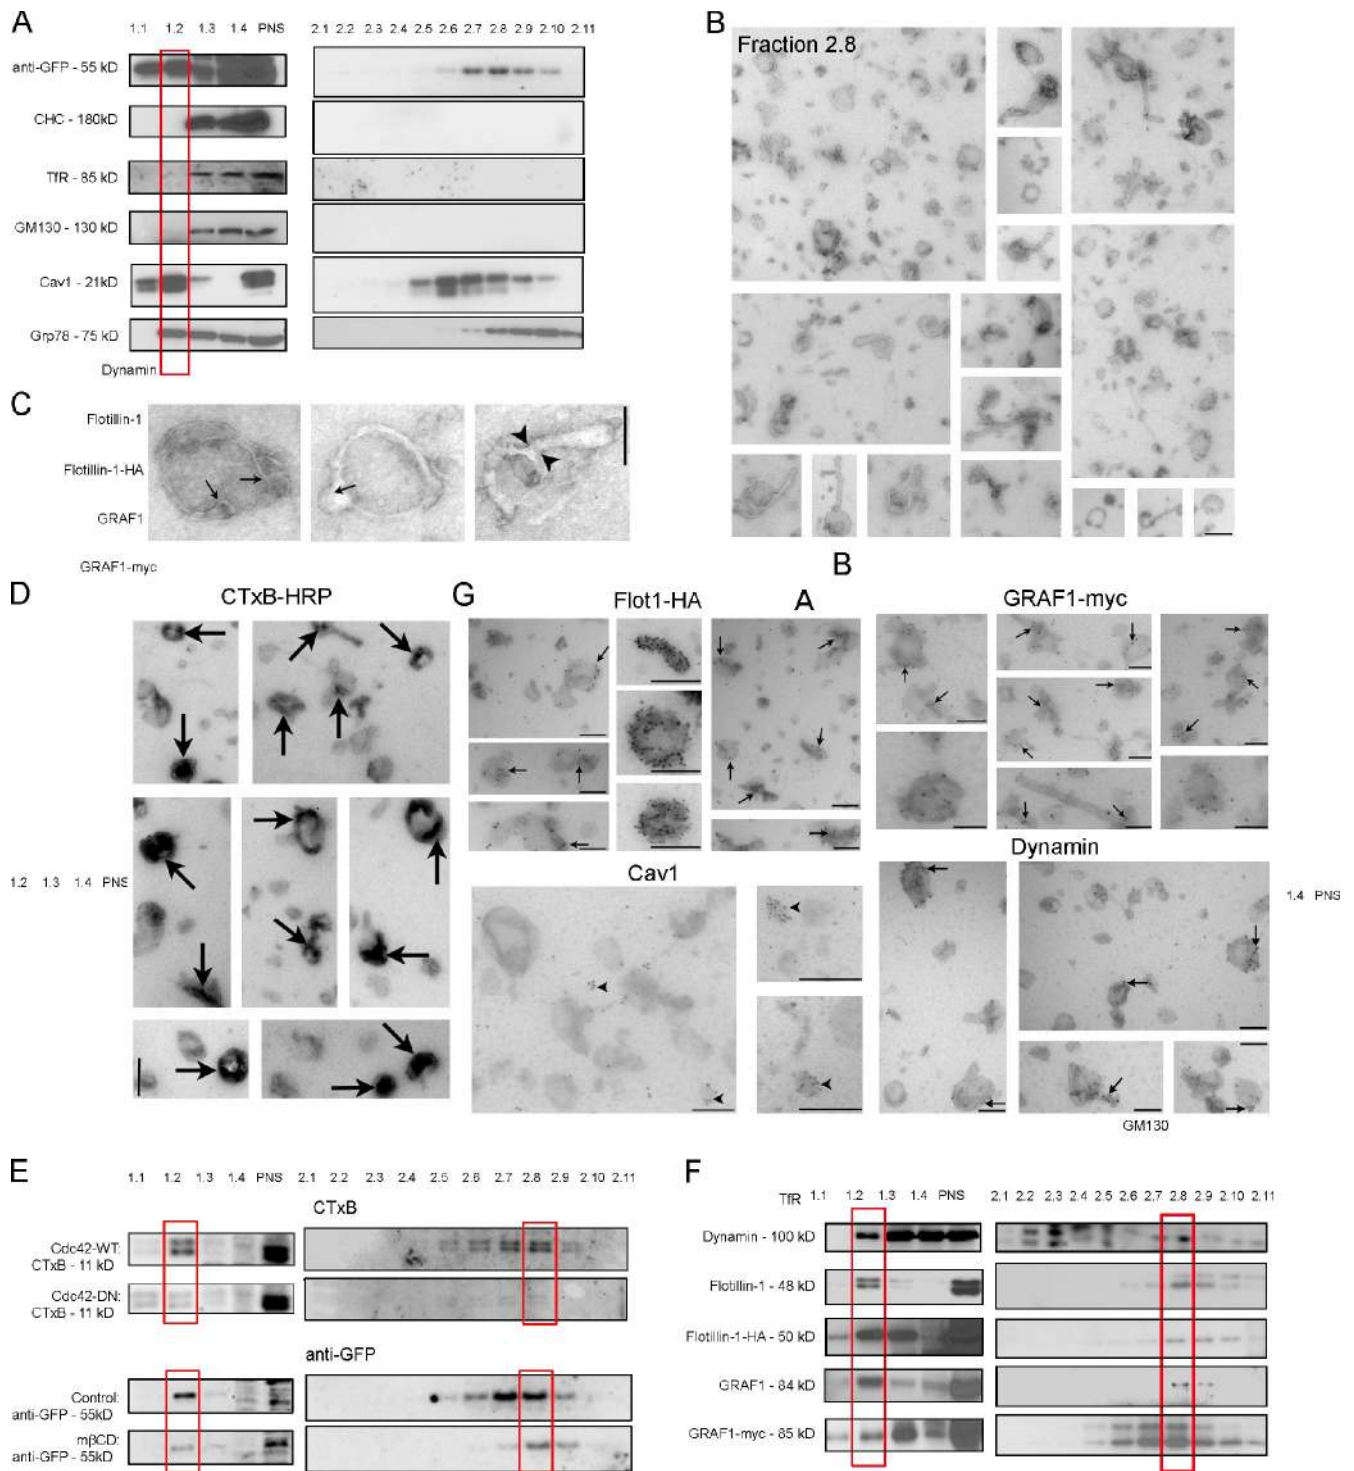 A
1.1 1.2 1.3 1.4 PNS
2.1 2.2 2.3 2.4 2.5 2.6 2.7 2.8 2.9 2.10 2.11
anti-GFP - 55 kD
CHC - 180kD
TfR - 85 kD
GM130 - 130 kD
Cav1 - 21kD
Grp78 - 75 kD
Dynamin
B
Fraction 2.8
C
Flotillin-1
Flotillin-1-HA
GRAF1
GRAF1-myc
D
CTxB-HRP
1.2 1.3 1.4 PNS
G
Flot1-HA
A
B
GRAF1-myc
Cav1
Dynamin
1.4 PNS
GM130
E
1.1 1.2 1.3 1.4 PNS
2.1 2.2 2.3 2.4 2.5 2.6 2.7 2.8 2.9 2.10 2.11
CTxB
Cdc42-WT:
CTxB - 11 kD
Cdc42-DN:
CTxB - 11 kD
anti-GFP
Control:
anti-GFP - 55kD
mβCD:
anti-GFP - 55kD
F
TfR
1.1 1.2 1.3 1.4 PNS
2.1 2.2 2.3 2.4 2.5 2.6 2.7 2.8 2.9 2.10 2.11
Dynamin - 100 kD
Flotillin-1 - 48 kD
Flotillin-1-HA - 50 kD
GRAF1 - 84 kD
GRAF1-myc - 85 kD